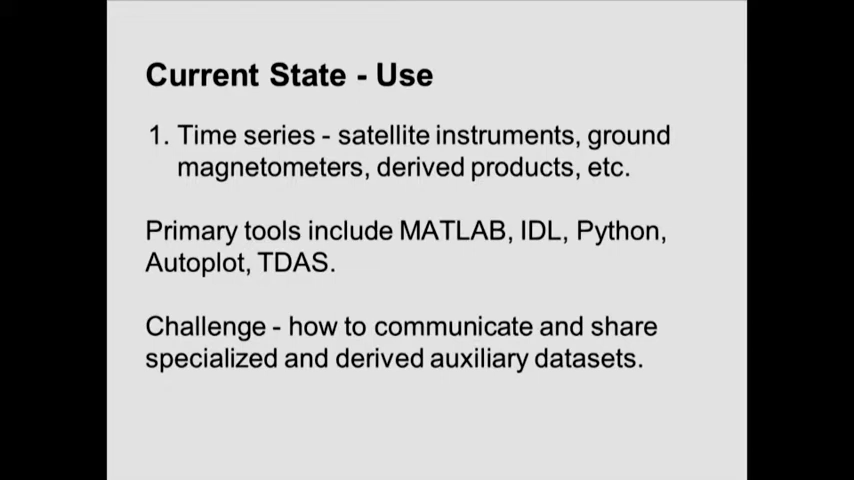 Current State - Use
1. Time series - satellite instruments, ground
magnetometers, derived products, etc.
Primary tools include MATLAB, IDL, Python,
Autoplot, TDAS.
Challenge - how to communicate and share
specialized and derived auxiliary datasets.